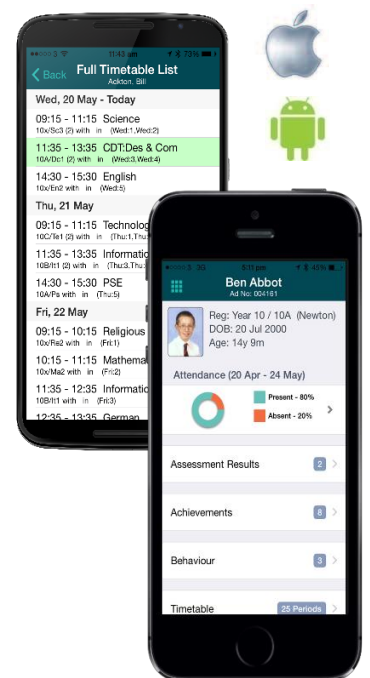 11:43 am
73%
Back
Full Timetable List
Ackton, Bill
Wed, 20 May - Today
09:15 - 11:15 Science
10x/Sc3 (2) with in (Wed:1,Wed:2)
11:35 - 13:35 CDT:Des & Com
10A/Dc1 (2) with in (Wed:3,Wed:4)
14:30 - 15:30 English
10x/En2 with in (Wed:5)
Thu, 21 May
09:15 - 11:15 Technolog
10C/Te1 (2) with in (Thu:1,Thu:
11:35 - 13:35 Informatic
10B/It1 (2) with in (Thu:3,Thu:
14:30 - 15:30 PSE
10A/Ps with in (Thu:5)
Fri, 22 May
09:15 - 10:15 Religious
10x/Re2 with in (Fri:1)
10:15 - 11:15 Mathema
10x/Ma2 with in (Fri:2)
11:35 - 12:35 Informatic
10B/It1 with in (Fri:3)
12:35 - 13:35 German
3G
5:11 pm
45%
Ben Abbot
Ad No: 004161
Reg: Year 10 / 10A (Newton)
DOB: 20 Jul 2000
Age: 14y 9m
Attendance (20 Apr - 24 May)
Present - 80%
Absent - 20%
Assessment Results 2
Achievements 8
Behaviour 3
Timetable 25 Periods